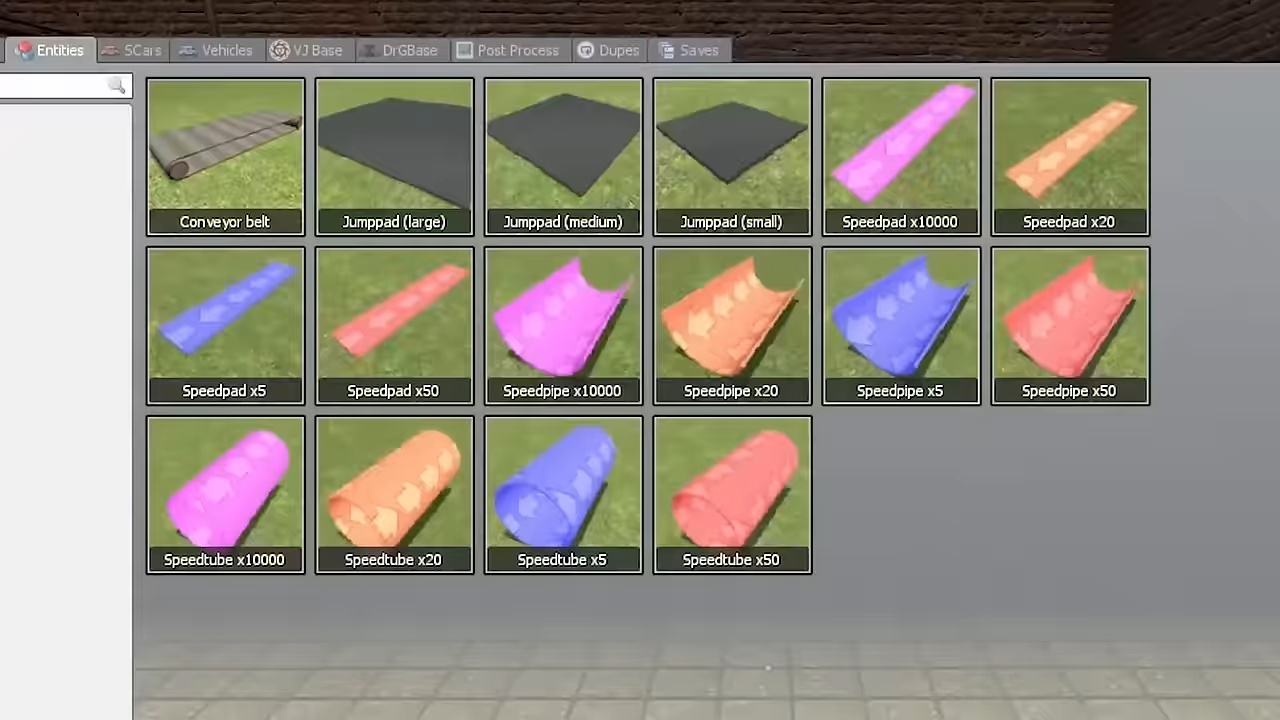 Entities SCars Vehicles VJ Base DrGBase Post Process Dupes Saves
Conveyor belt Jumppad (large) Jumppad (medium) Jumppad (small) Speedpad x10000 Speedpad x20
Speedpad x5 Speedpad x50 Speedpipe x10000 Speedpipe x20 Speedpipe x5 Speedpipe x50
Speedtube x10000 Speedtube x20 Speedtube x5 Speedtube x50